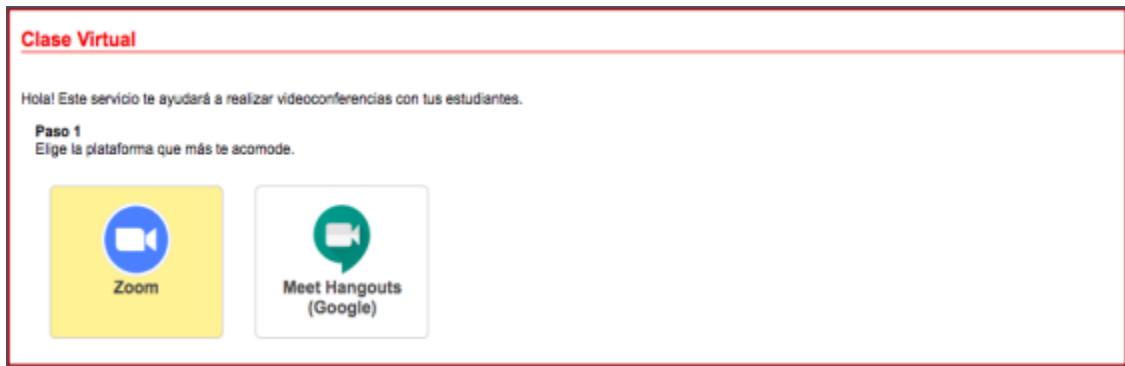 Clase Virtual
Hola! Este servicio te ayudará a realizar videoconferencias con tus estudiantes.
Paso 1
Elige la plataforma que más te acomode.
Zoom
Meet Hangouts
(Google)